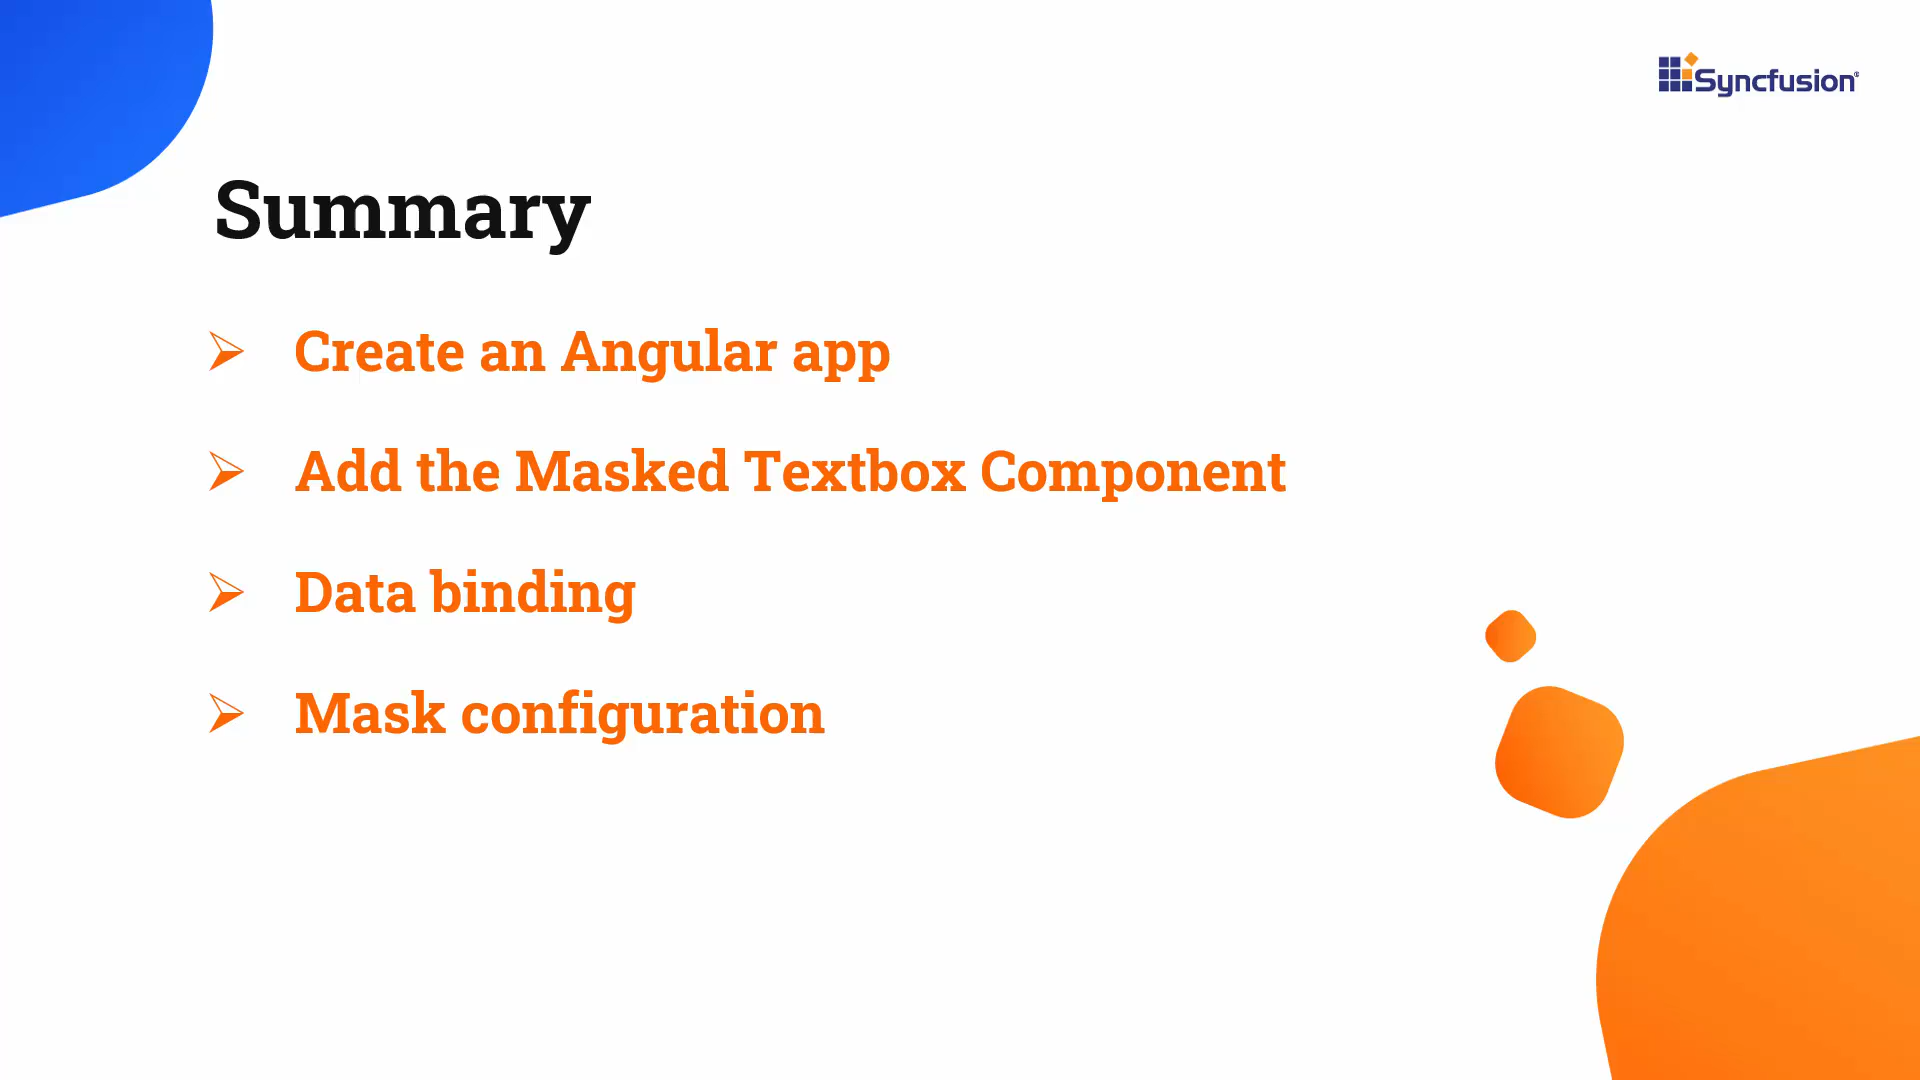 Syncfusion®
Summary
➢ Create an Angular app
➢ Add the Masked Textbox Component
➢ Data binding
➢ Mask configuration